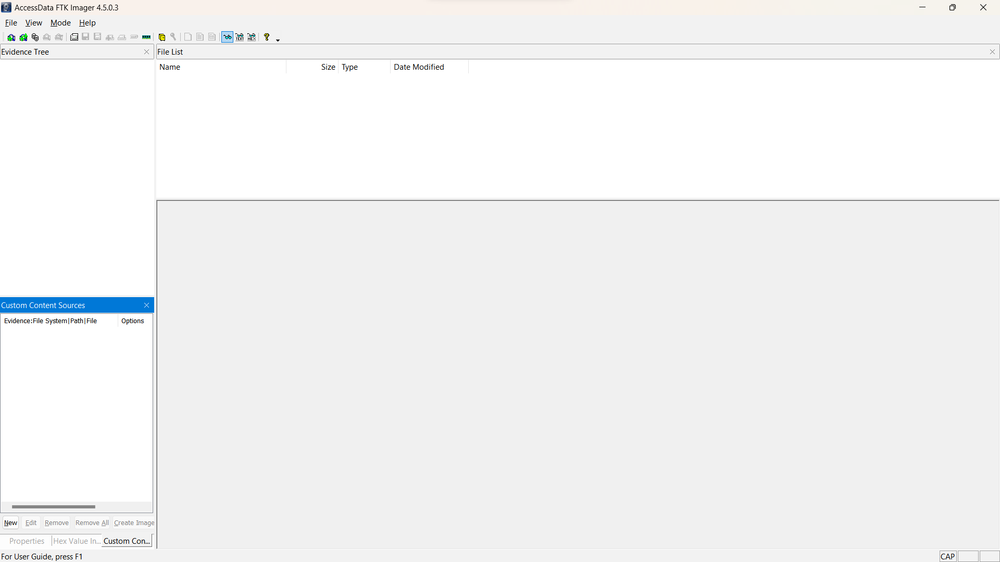 AccessData FTK Imager 4.5.0.3
File View Mode Help
TEXT HEX ?
Evidence Tree
File List
Name Size Type Date Modified
Custom Content Sources
Evidence:File System|Path|File Options
New Edit Remove Remove All Create Image
Properties Hex Value In... Custom Con...
For User Guide, press F1
CAP